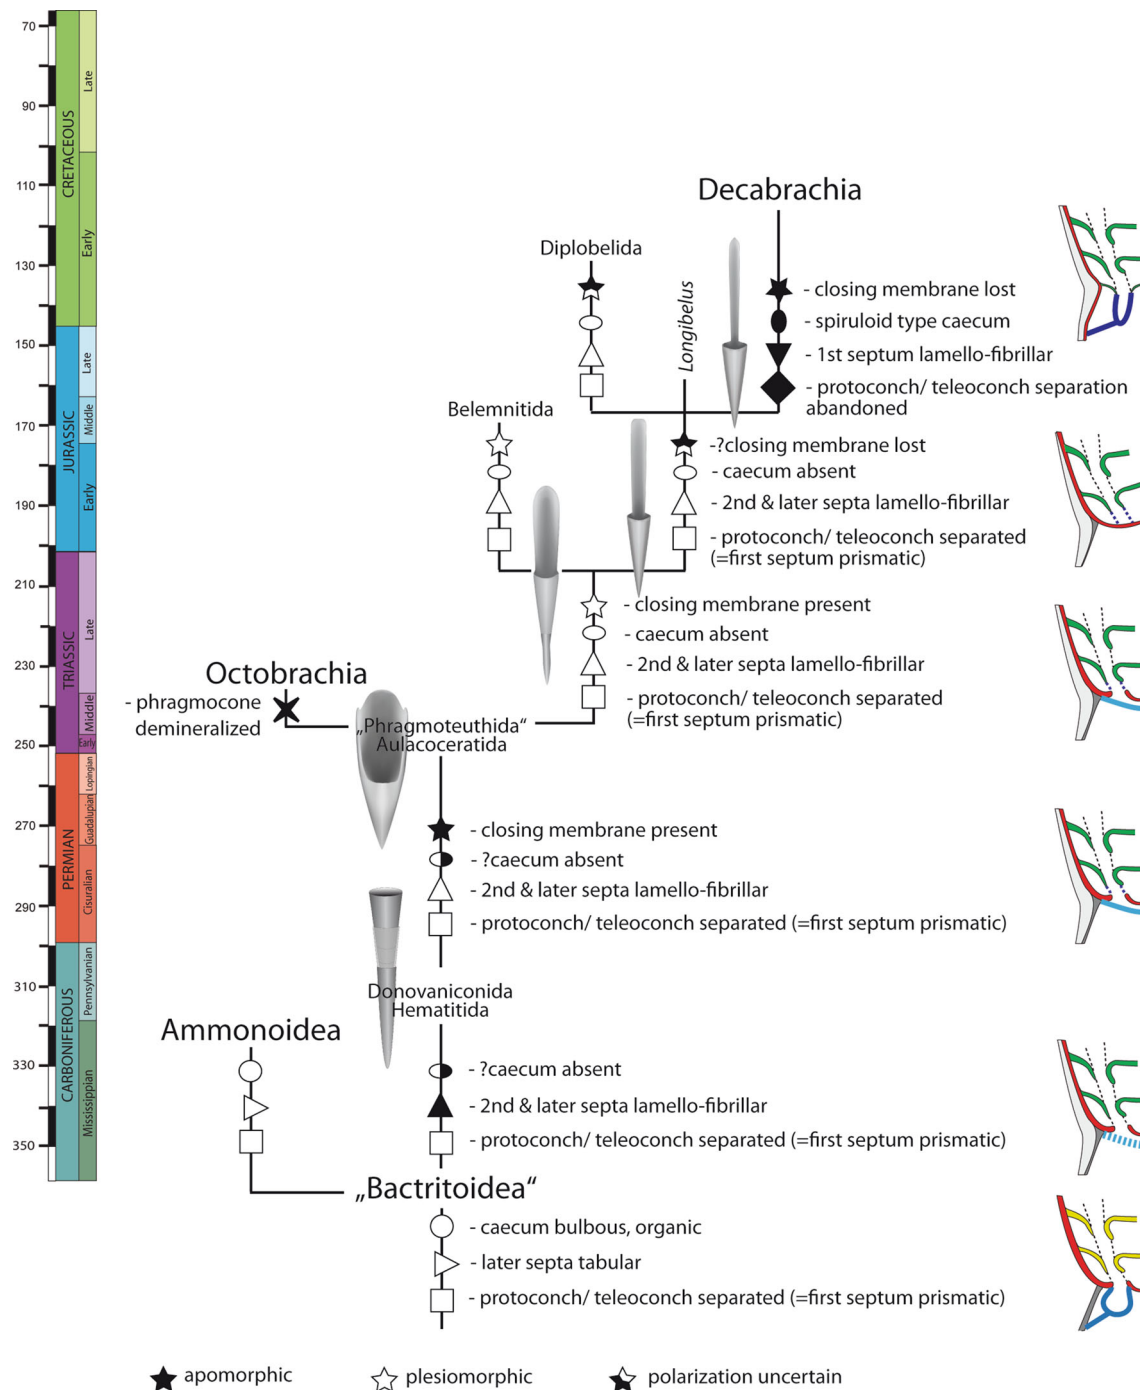 70
90
110
130
150
170
190
210
230
250
270
290
310
330
350
CRETACEOUS
Late
Early
JURASSIC
Late
Middle
Early
TRIASSIC
Late
Middle
Early
PERMIAN
Lopingian
Guadalupian
Cisuralian
CARBONIFEROUS
Pennsylvanian
Mississippian
Decabrachia
Diplobelida
Longibelus
- closing membrane lost
- spiruloid type caecum
- 1st septum lamello-fibrillar
- protoconch/ teleoconch separation
abandoned
Belemnitida
-?closing membrane lost
- caecum absent
- 2nd & later septa lamello-fibrillar
- protoconch/ teleoconch separated
(=first septum prismatic)
- closing membrane present
- caecum absent
- 2nd & later septa lamello-fibrillar
- protoconch/ teleoconch separated
(=first septum prismatic)
Octobrachia
- phragmocone
demineralized
„Phragmoteuthida“
Aulacoceratida
- closing membrane present
- ?caecum absent
- 2nd & later septa lamello-fibrillar
- protoconch/ teleoconch separated (=first septum prismatic)
Donovaniconida
Hematitida
Ammonoidea
- ?caecum absent
- 2nd & later septa lamello-fibrillar
- protoconch/ teleoconch separated (=first septum prismatic)
„Bactritoidea“
- caecum bulbous, organic
- later septa tabular
- protoconch/ teleoconch separated (=first septum prismatic)
apomorphic
plesiomorphic
polarization uncertain